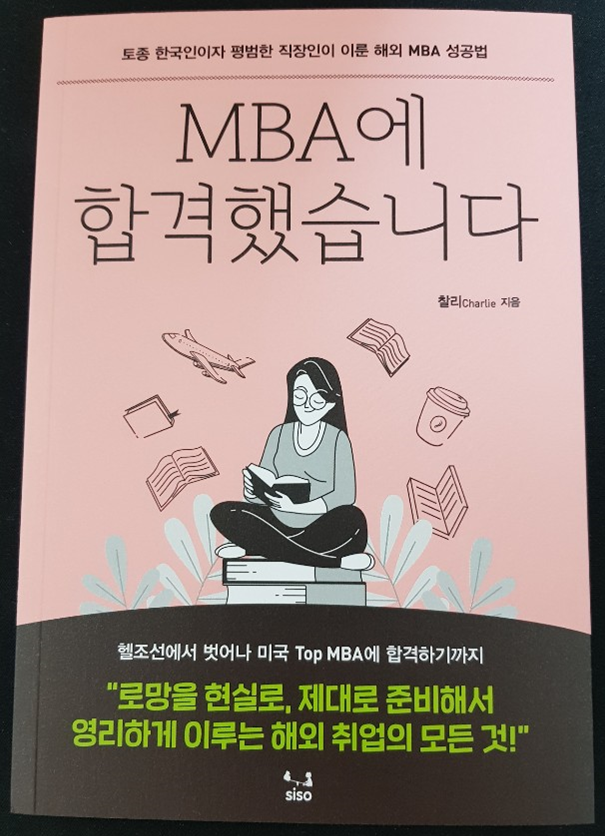 토종 한국인이자 평범한 직장인이 이룬 해외 MBA 성공법
MBA에
합격했습니다
찰리Charlie 지음
헬조선에서 벗어나 미국 Top MBA에 합격하기까지
"로망을 현실로, 제대로 준비해서
영리하게 이루는 해외 취업의 모든 것!"
siso